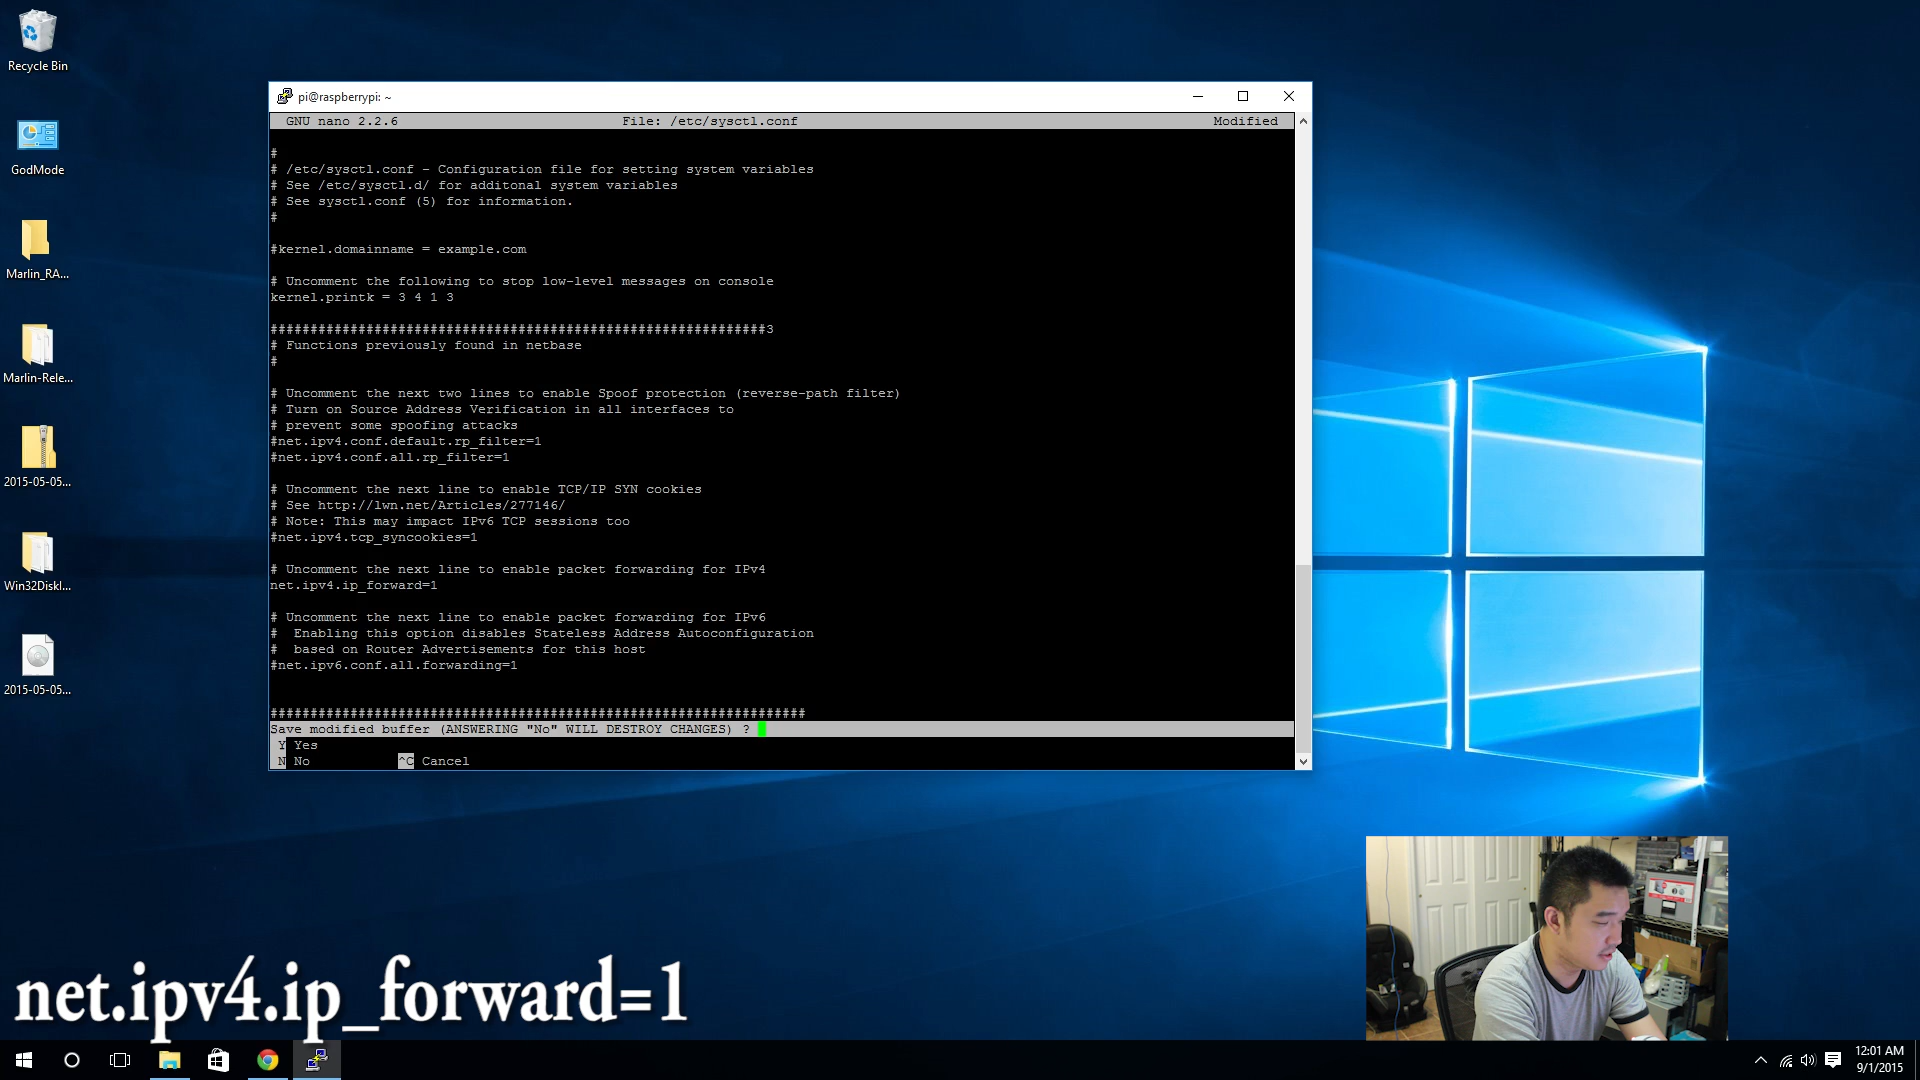 Recycle Bin
GodMode
Marlin_RA...
Marlin-Rele...
2015-05-05...
Win32DiskI...
2015-05-05...
pi@raspberrypi: ~
GNU nano 2.2.6 File: /etc/sysctl.conf Modified
#
# /etc/sysctl.conf - Configuration file for setting system variables
# See /etc/sysctl.d/ for additonal system variables
# See sysctl.conf (5) for information.
#
#kernel.domainname = example.com
# Uncomment the following to stop low-level messages on console
kernel.printk = 3 4 1 3
##############################################################3
# Functions previously found in netbase
#
# Uncomment the next two lines to enable Spoof protection (reverse-path filter)
# Turn on Source Address Verification in all interfaces to
# prevent some spoofing attacks
#net.ipv4.conf.default.rp_filter=1
#net.ipv4.conf.all.rp_filter=1
# Uncomment the next line to enable TCP/IP SYN cookies
# See http://lwn.net/Articles/277146/
# Note: This may impact IPv6 TCP sessions too
#net.ipv4.tcp_syncookies=1
# Uncomment the next line to enable packet forwarding for IPv4
net.ipv4.ip_forward=1
# Uncomment the next line to enable packet forwarding for IPv6
#  Enabling this option disables Stateless Address Autoconfiguration
#  based on Router Advertisements for this host
#net.ipv6.conf.all.forwarding=1
###################################################################
Save modified buffer (ANSWERING "No" WILL DESTROY CHANGES) ?
Y Yes
N No ^C Cancel
net.ipv4.ip_forward=1
12:01 AM
9/1/2015